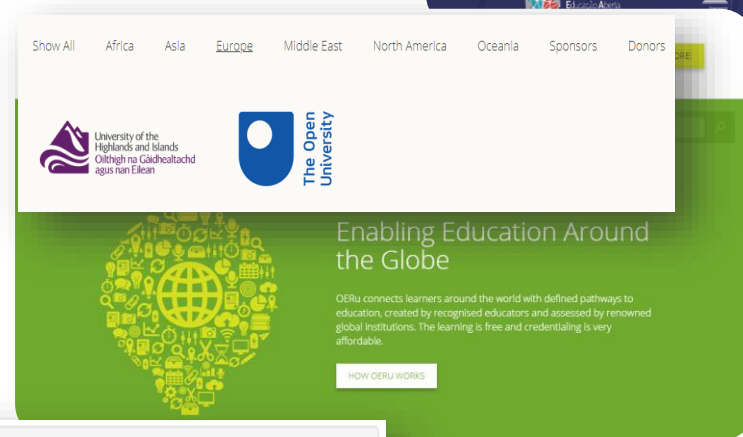 Educação Aberta
Show All Africa Asia Europe Middle East North America Oceania Sponsors Donors
ORE
University of the
Highlands and Islands
Oilthigh na Gàidhealtachd
agus nan Eilean
The Open
University
Enabling Education Around
the Globe
OERu connects learners around the world with defined pathways to
education, created by recognised educators and assessed by renowned
global institutions. The learning is free and credentialing is very
affordable.
HOW OERU WORKS